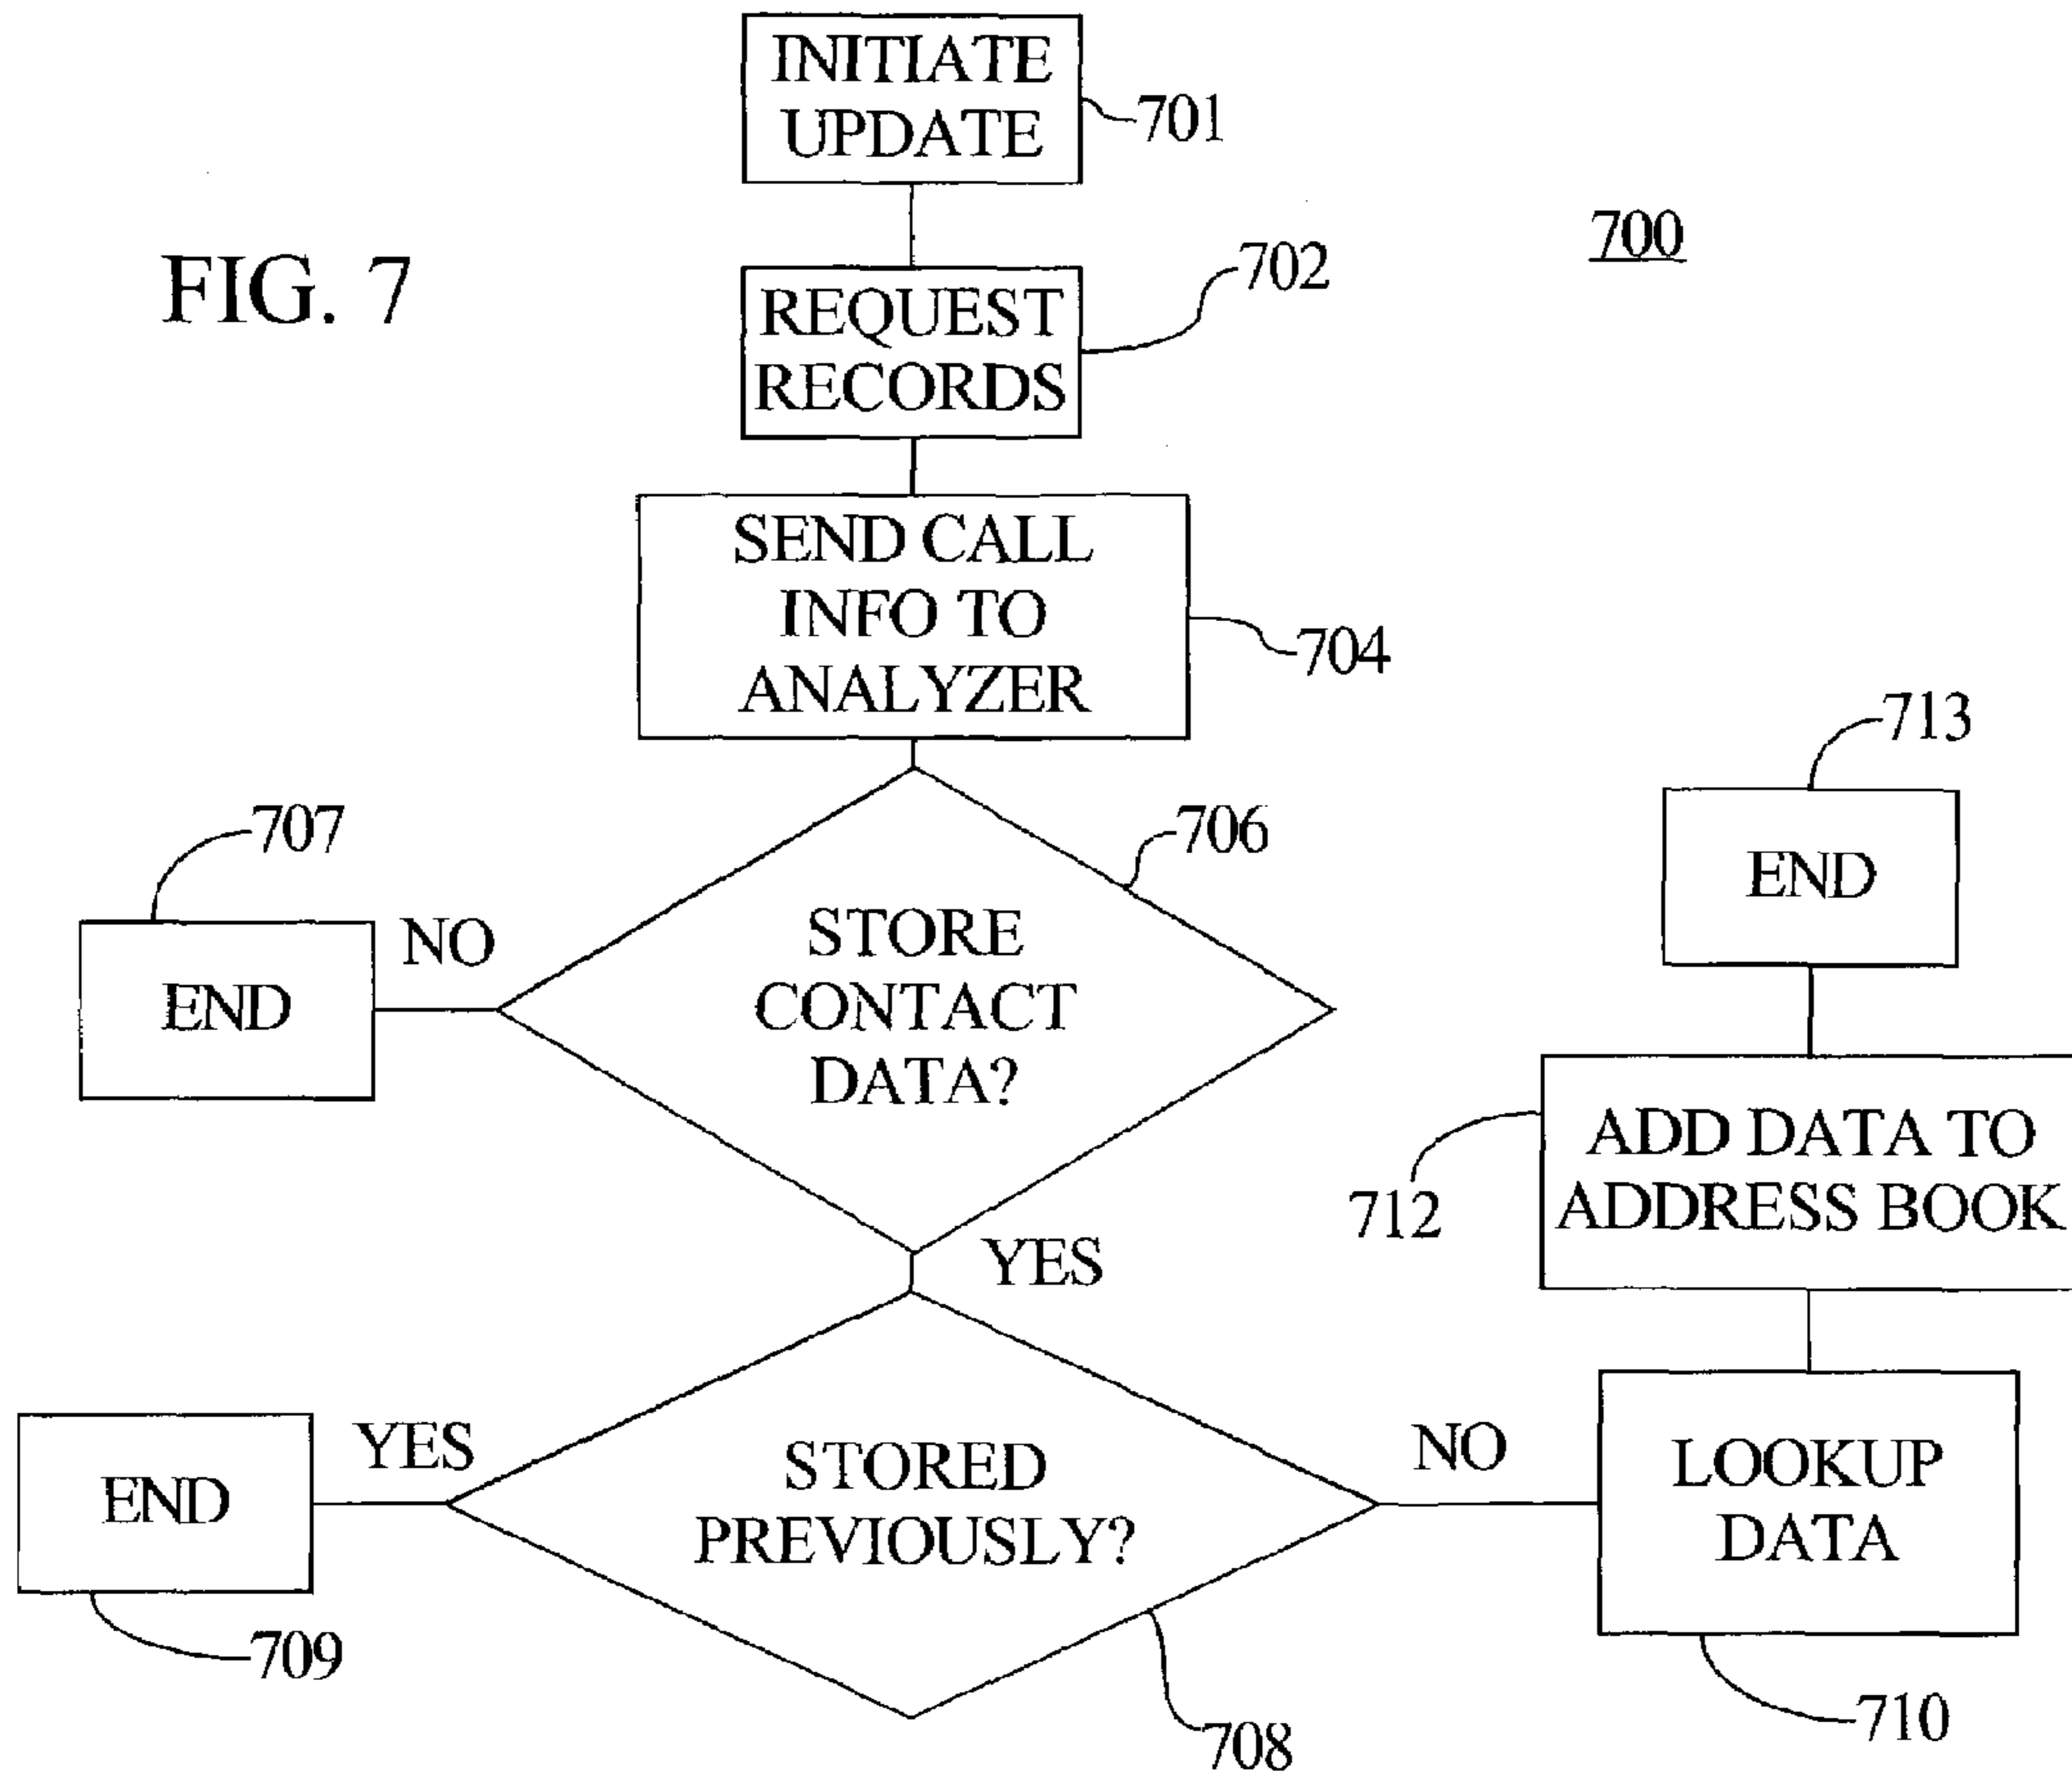 INITIATE
UPDATE
701
700
FIG. 7
702
REQUEST
RECORDS
SEND CALL
INFO TO
ANALYZER
704
713
END
707
706
NO
END
STORE
CONTACT
DATA?
ADD DATA TO
ADDRESS BOOK
712
YES
YES
END
STORED
PREVIOUSLY?
NO
LOOKUP
DATA
709
708
710